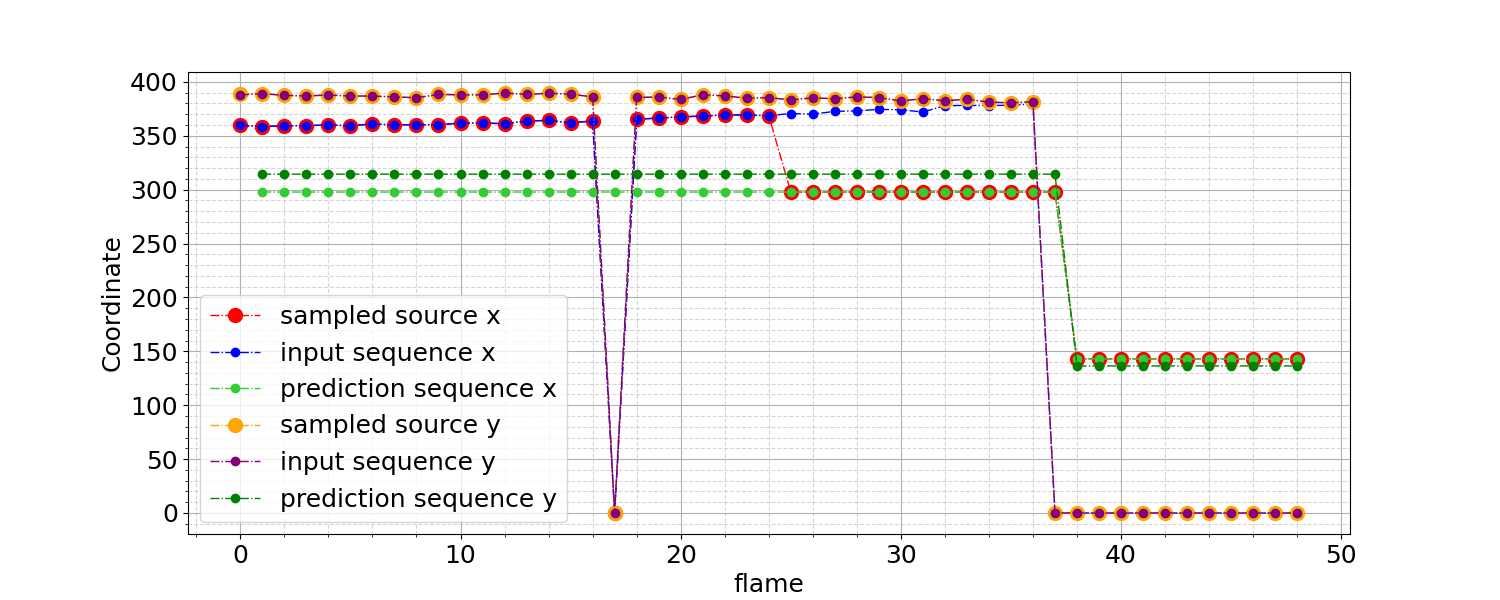 400
350
300
250
200
150
100
50
0
Coordinate
sampled source x
input sequence x
prediction sequence x
sampled source y
input sequence y
prediction sequence y
0 10 20 30 40 50
flame